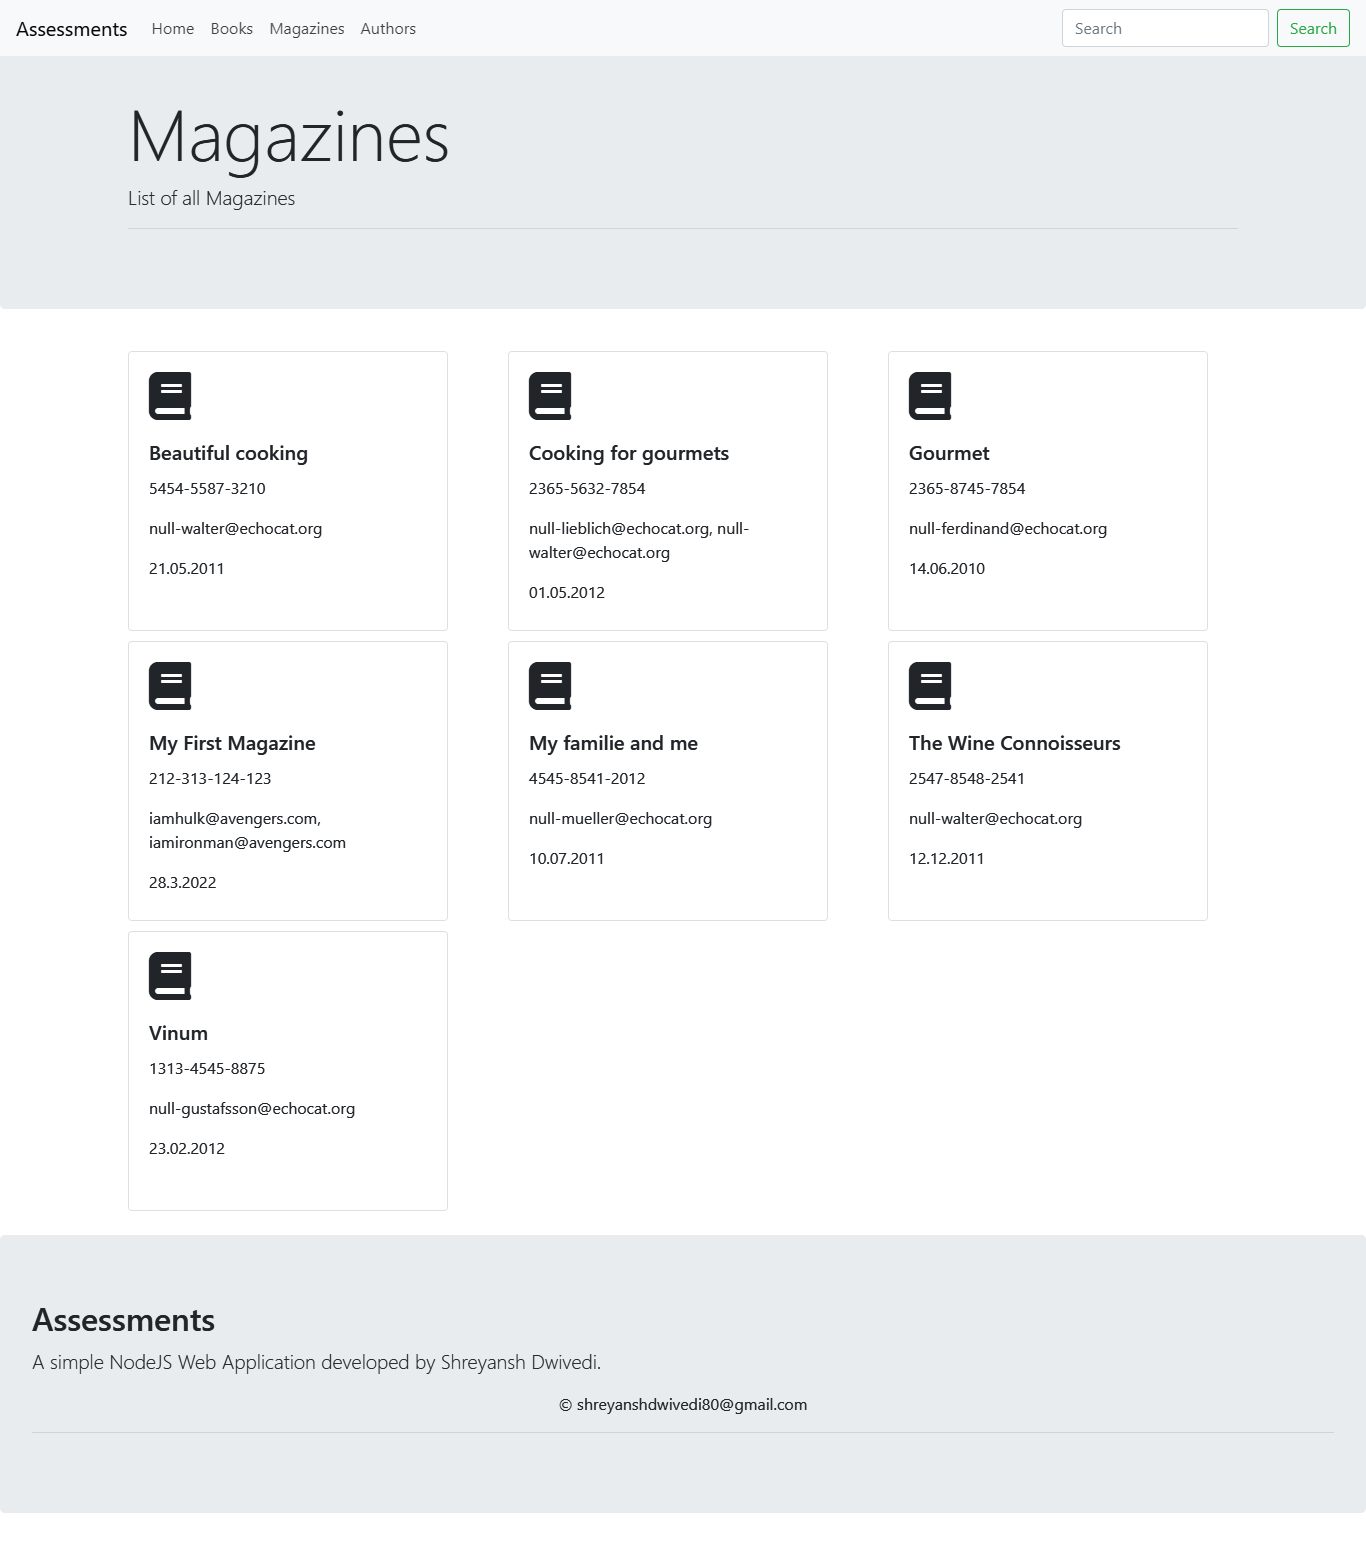 Assessments Home Books Magazines Authors Search Search
Magazines
List of all Magazines
Beautiful cooking
5454-5587-3210
null-walter@echocat.org
21.05.2011
Cooking for gourmets
2365-5632-7854
null-lieblich@echocat.org, null-
walter@echocat.org
01.05.2012
Gourmet
2365-8745-7854
null-ferdinand@echocat.org
14.06.2010
My First Magazine
212-313-124-123
iamhulk@avengers.com,
iamironman@avengers.com
28.3.2022
My familie and me
4545-8541-2012
null-mueller@echocat.org
10.07.2011
The Wine Connoisseurs
2547-8548-2541
null-walter@echocat.org
12.12.2011
Vinum
1313-4545-8875
null-gustafsson@echocat.org
23.02.2012
Assessments
A simple NodeJS Web Application developed by Shreyansh Dwivedi.
© shreyanshdwivedi80@gmail.com